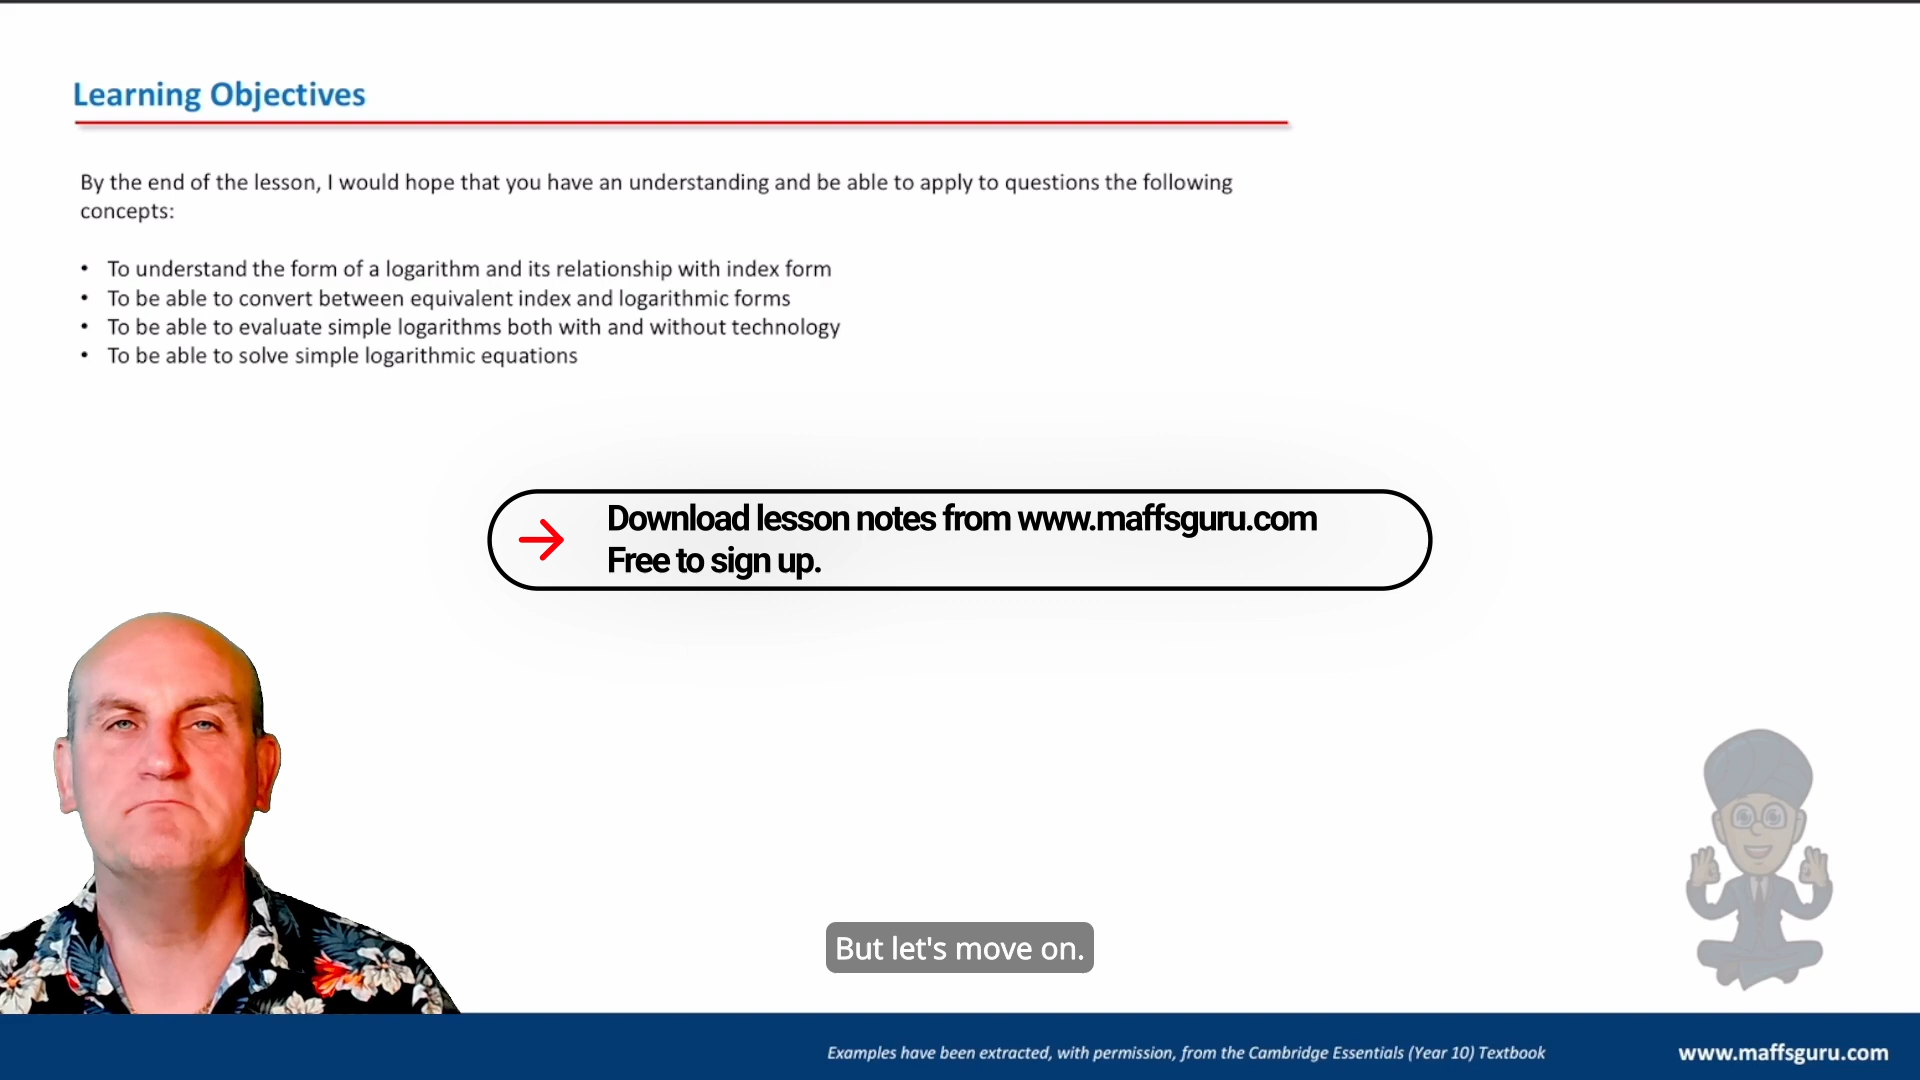 Learning Objectives
By the end of the lesson, I would hope that you have an understanding and be able to apply to questions the following
concepts:
• To understand the form of a logarithm and its relationship with index form
• To be able to convert between equivalent index and logarithmic forms
• To be able to evaluate simple logarithms both with and without technology
• To be able to solve simple logarithmic equations
Download lesson notes from www.maffsguru.com
Free to sign up.
But let's move on.
Examples have been extracted, with permission, from the Cambridge Essentials (Year 10) Textbook
www.maffsguru.com